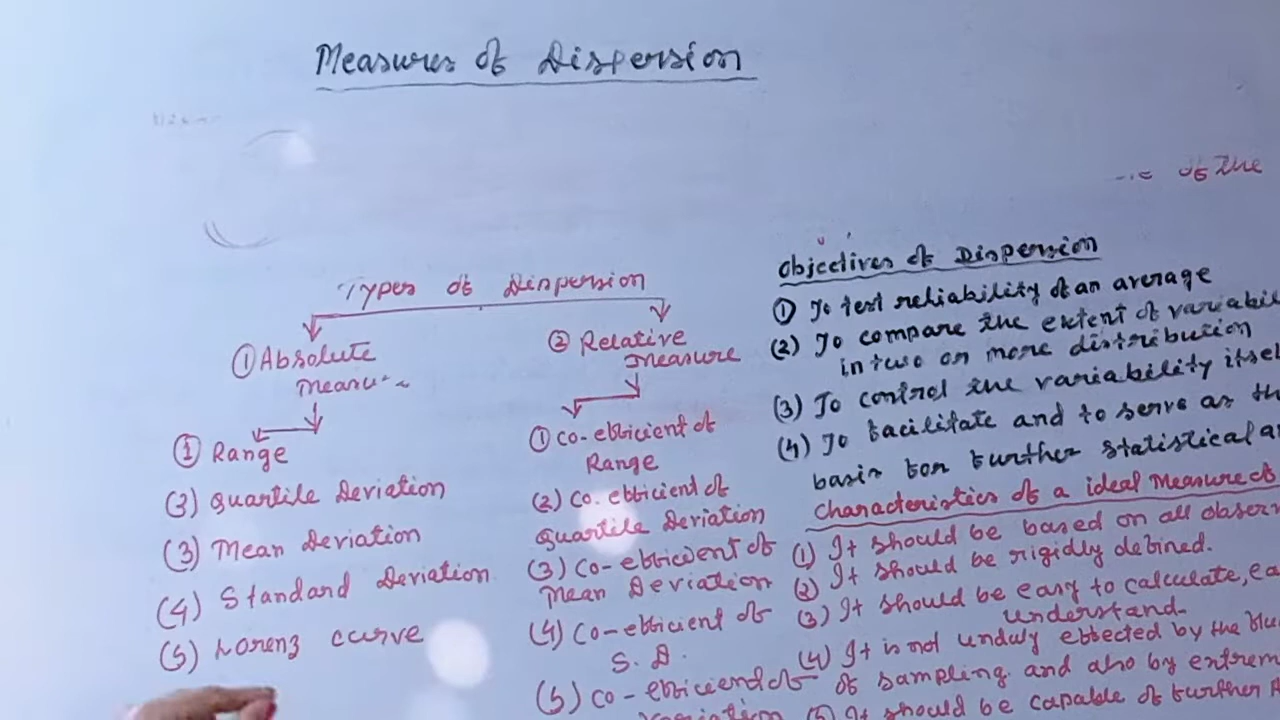 Measures of Dispersion
of the
Types of Dispersion
① Absolute
② Relative
measure
① Range
(3) Quartile Deviation
(3) Mean Deviation
(4) Standard Deviation
(5) Lorenz curve
① Co-efficient of
Range
(2) Co. efficient of
Quartile Deviation
(3) Co-efficient of
Mean Deviation
(4) Co-efficient of
S. D.
(5) Co-efficient of
Objectives of Dispersion
① To test reliability of an average
(2) To compare the extent of
in two or more distribution
(3) To control the variability
(4) To facilitate and to serve as
basis for further statistical
Characteristics of a ideal Measure of
(1) It should be based on all
(2) It should be rigidly defined.
(3) It should be easy to calculate,
understand.
(4) It is not unduly effected by the
of sampling and also by
(5) It should be capable of further